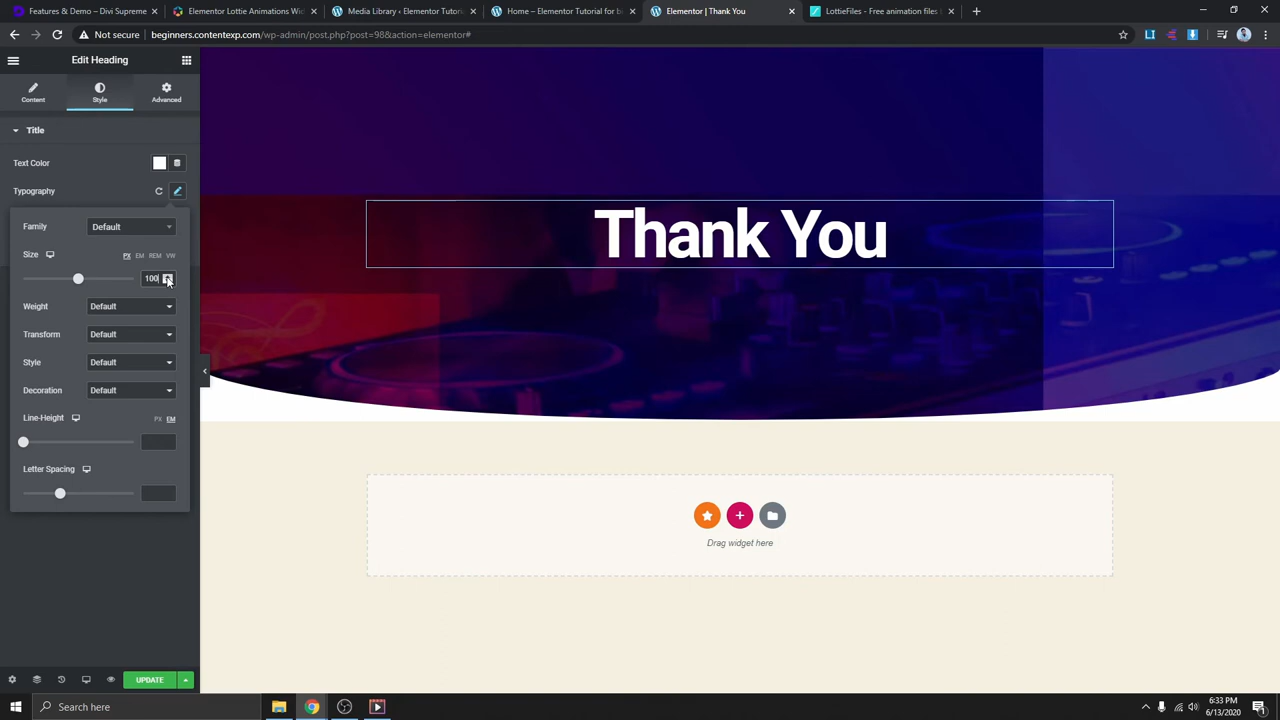 Features & Demo – Divi Supreme
Elementor Lottie Animations Wid
Media Library ‹ Elementor Tutori
Home – Elementor Tutorial for b
Elementor | Thank You
LottieFiles - Free animation files
Not secure | beginners.contentexp.com/wp-admin/post.php?post=98&action=elementor#
Edit Heading
Content
Style
Advanced
Title
Text Color
Typography
Family
Default
Size
PX EM REM VW
100
Weight
Default
Transform
Default
Style
Default
Decoration
Default
Line-Height
PX EM
Letter Spacing
UPDATE
Thank You
Drag widget here
Search here
6:33 PM
6/13/2020